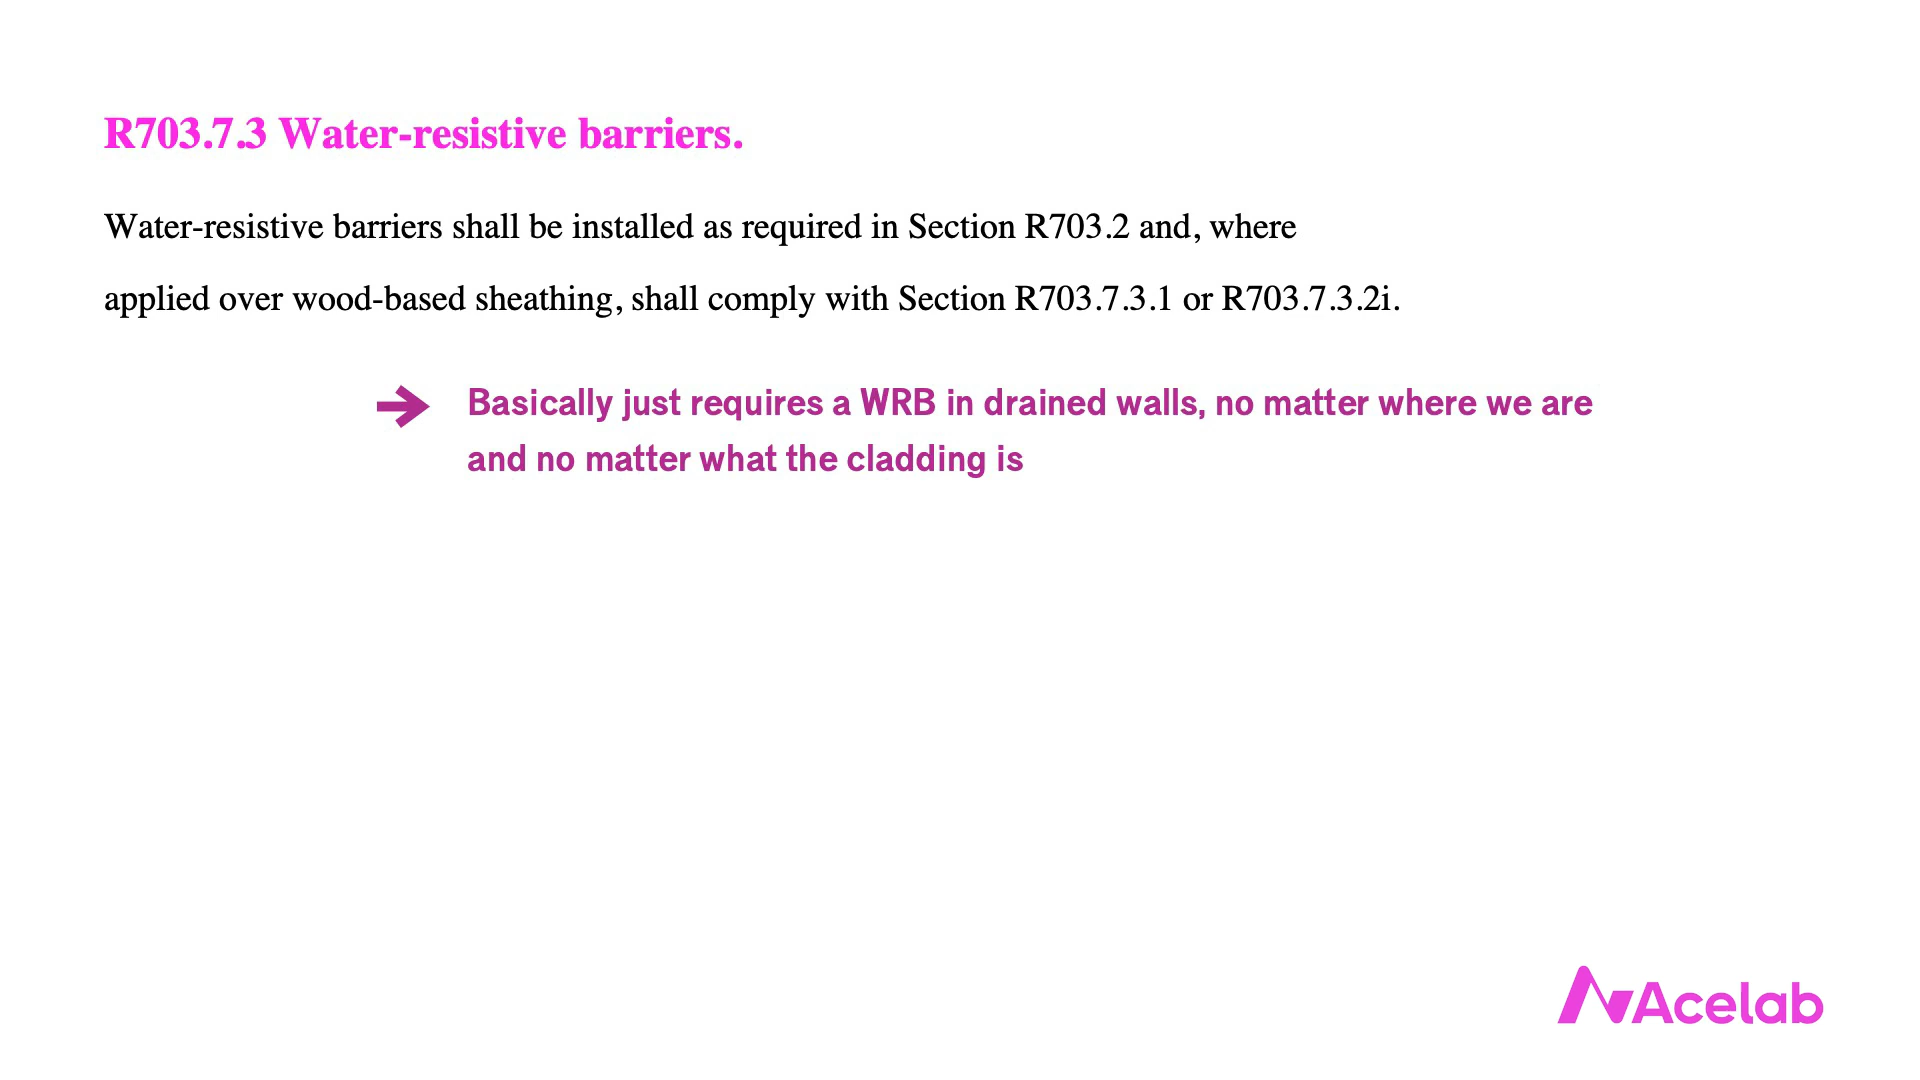 R703.7.3 Water-resistive barriers.
Water-resistive barriers shall be installed as required in Section R703.2 and, where
applied over wood-based sheathing, shall comply with Section R703.7.3.1 or R703.7.3.2i.
Basically just requires a WRB in drained walls, no matter where we are
and no matter what the cladding is
Acelab